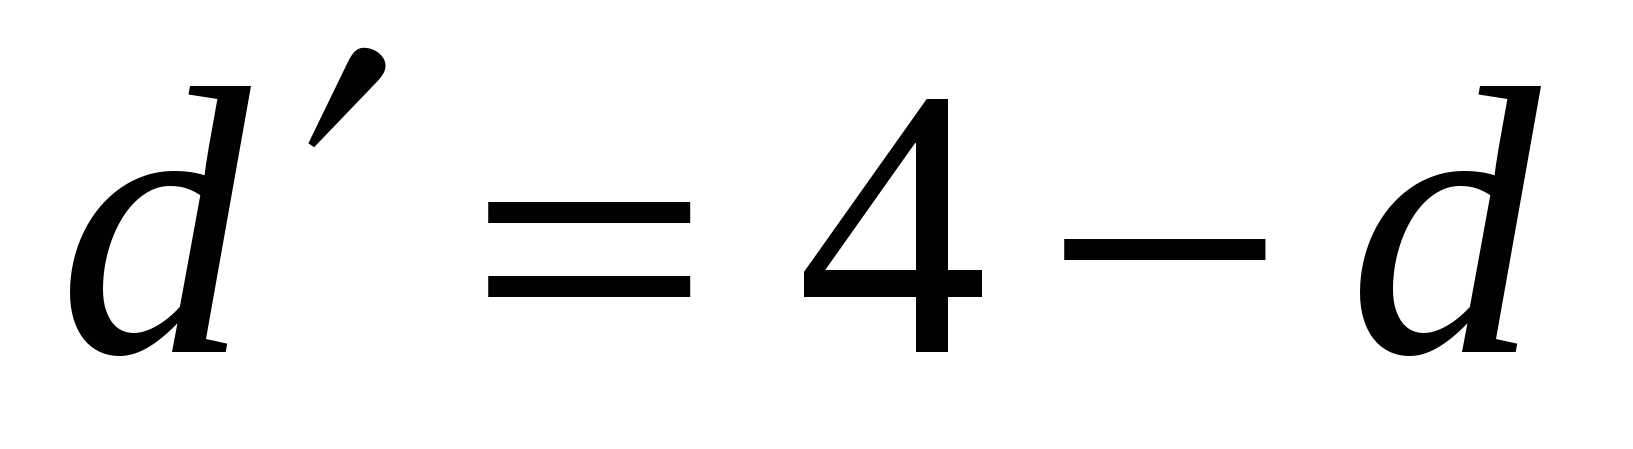 d′ = 4 − d